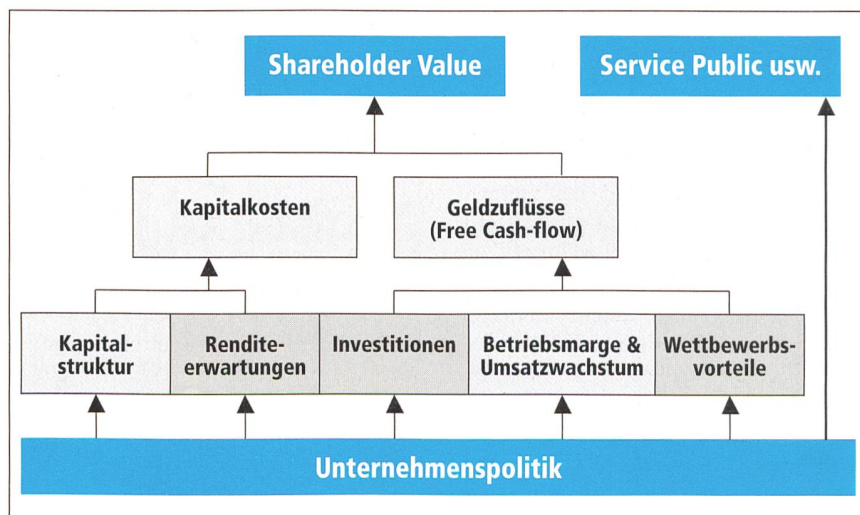 Shareholder Value
Service Public usw.
Kapitalkosten
Geldzuflüsse
(Free Cash-flow)
Kapital-
struktur
Rendite-
erwartungen
Investitionen
Betriebsmarge &
Umsatzwachstum
Wettbewerbs-
vorteile
Unternehmenspolitik